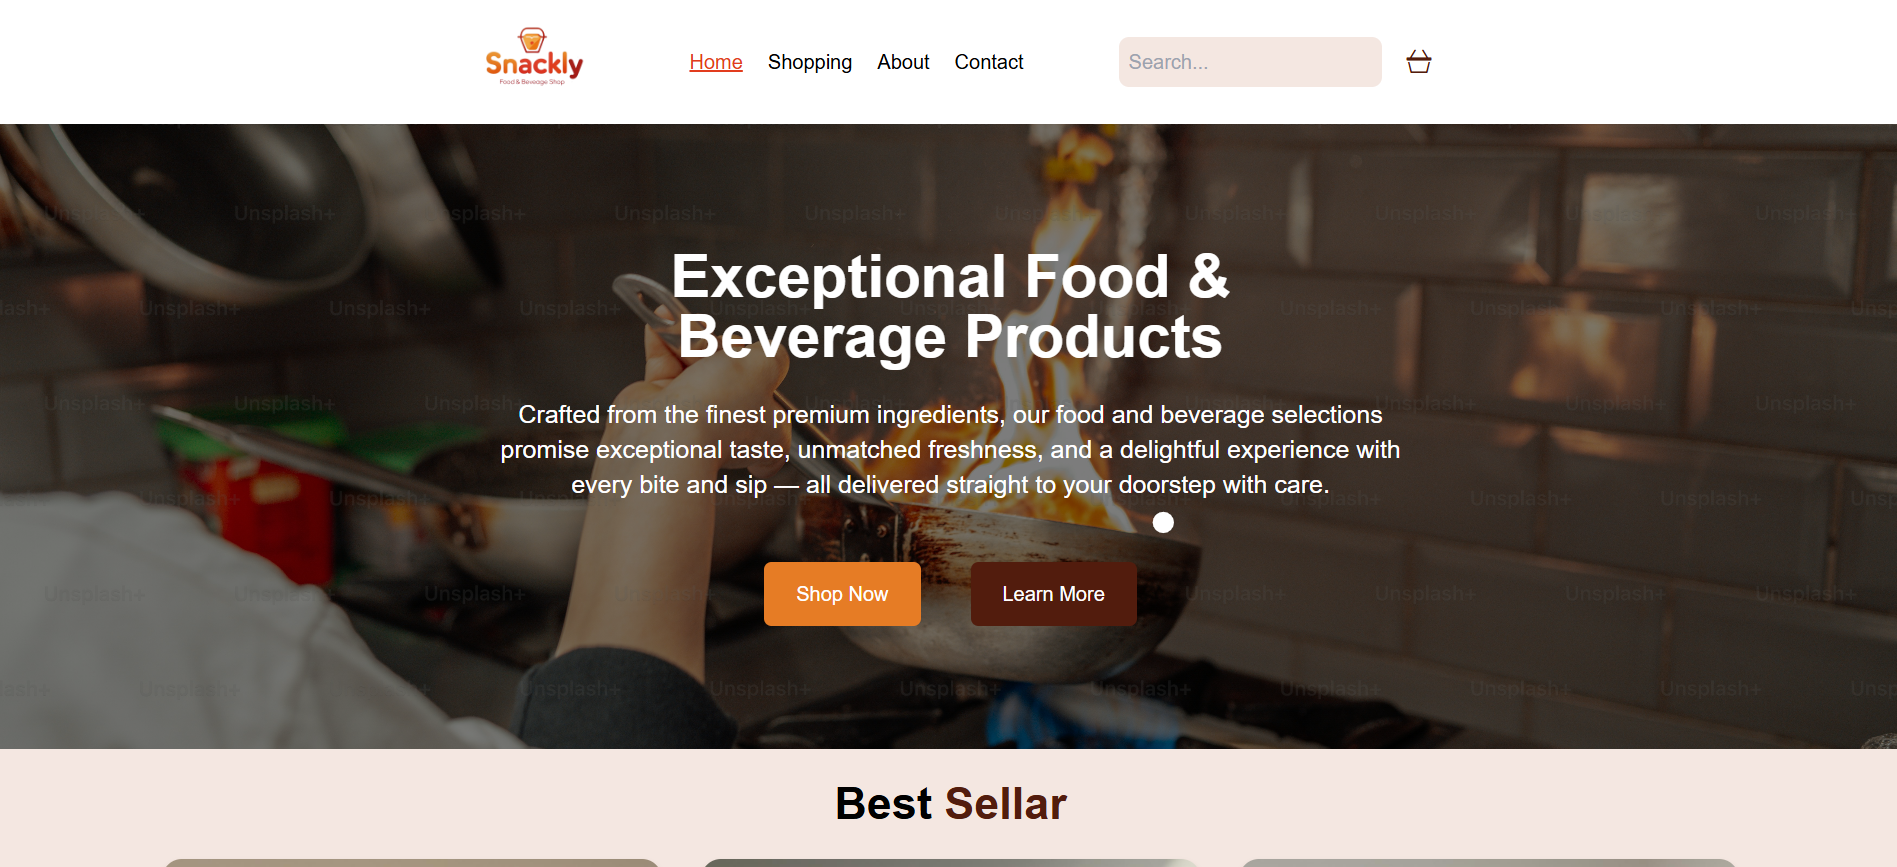 Snackly
Food & Beveage Shop
Home Shopping About Contact
Search...
Exceptional Food &
Beverage Products
Crafted from the finest premium ingredients, our food and beverage selections
promise exceptional taste, unmatched freshness, and a delightful experience with
every bite and sip — all delivered straight to your doorstep with care.
Shop Now Learn More
Unsplash+
Best Sellar